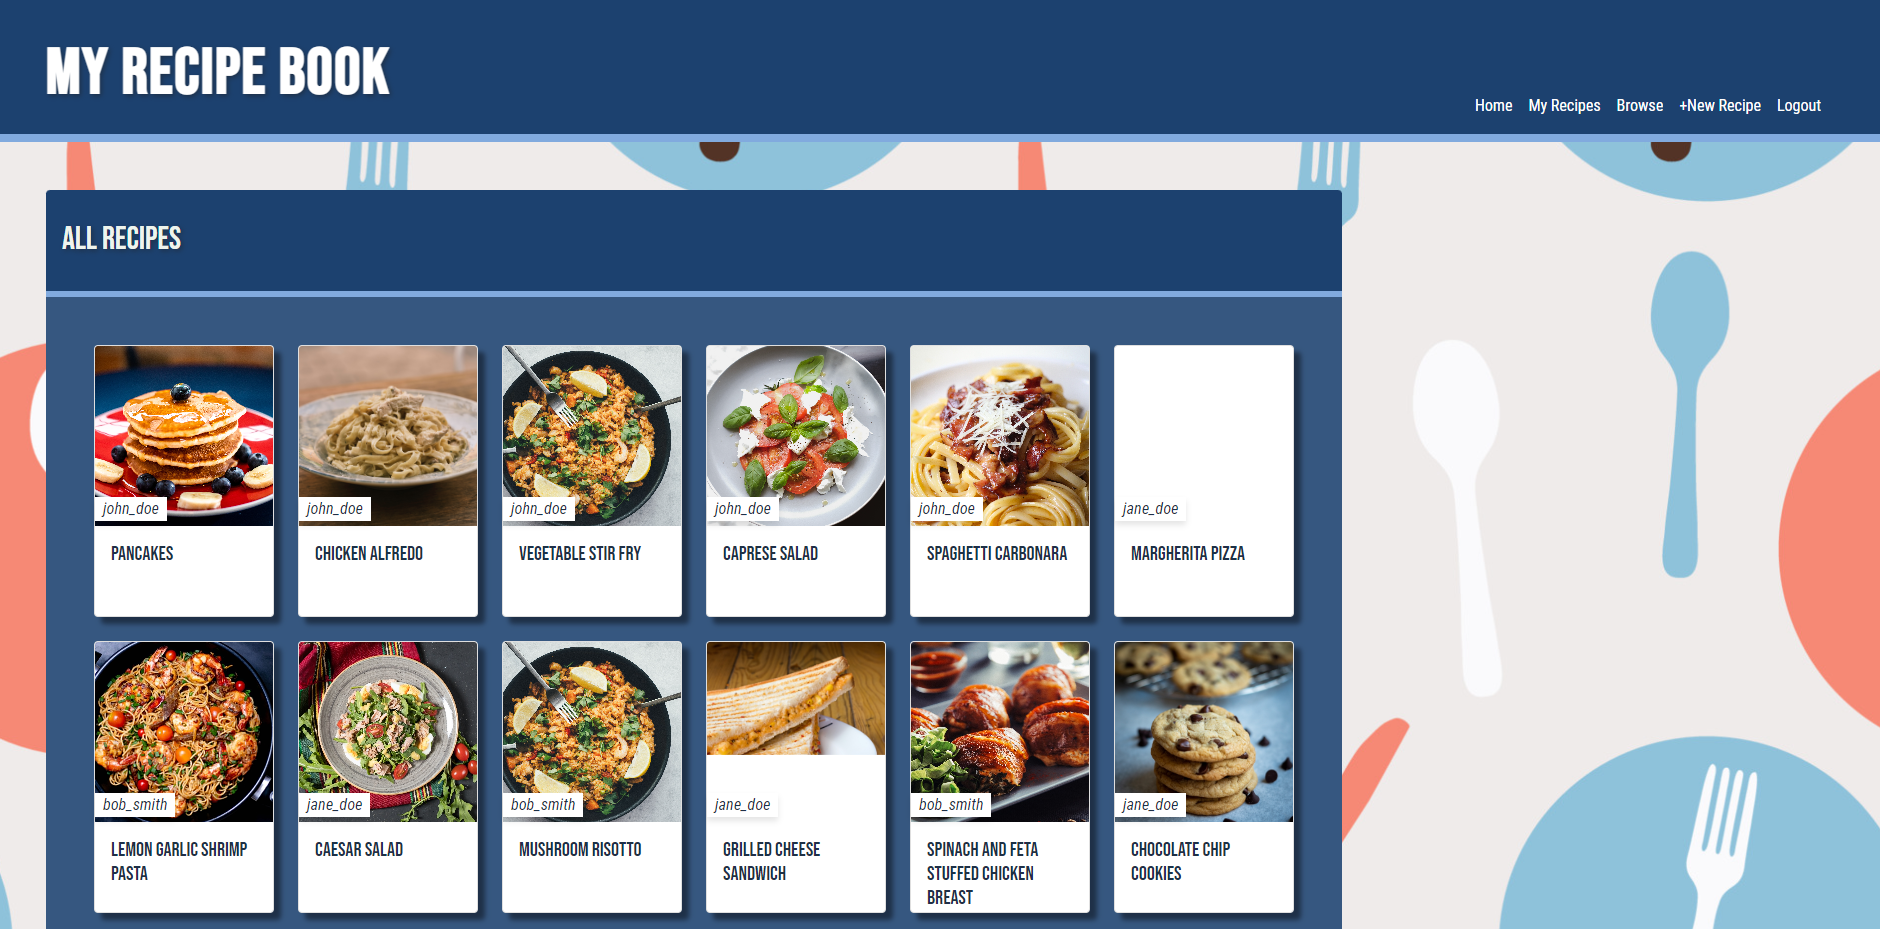 MY RECIPE BOOK
Home My Recipes Browse +New Recipe Logout
ALL RECIPES
john_doe
john_doe
john_doe
john_doe
john_doe
jane_doe
PANCAKES
CHICKEN ALFREDO
VEGETABLE STIR FRY
CAPRESE SALAD
SPAGHETTI CARBONARA
MARGHERITA PIZZA
bob_smith
jane_doe
bob_smith
jane_doe
bob_smith
jane_doe
LEMON GARLIC SHRIMP
PASTA
CAESAR SALAD
MUSHROOM RISOTTO
GRILLED CHEESE
SANDWICH
SPINACH AND FETA
STUFFED CHICKEN
BREAST
CHOCOLATE CHIP
COOKIES